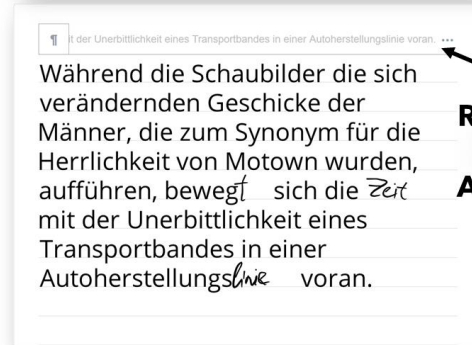 ¶ it der Unerbittlichkeit eines Transportbandes in einer Autoherstellungslinie voran. ...
Während die Schaubilder die sich
verändernden Geschicke der
Männer, die zum Synonym für die
Herrlichkeit von Motown wurden,
aufführen, bewegt sich die Zeit
mit der Unerbittlichkeit eines
Transportbandes in einer
Autoherstellungslinie voran.
R
A